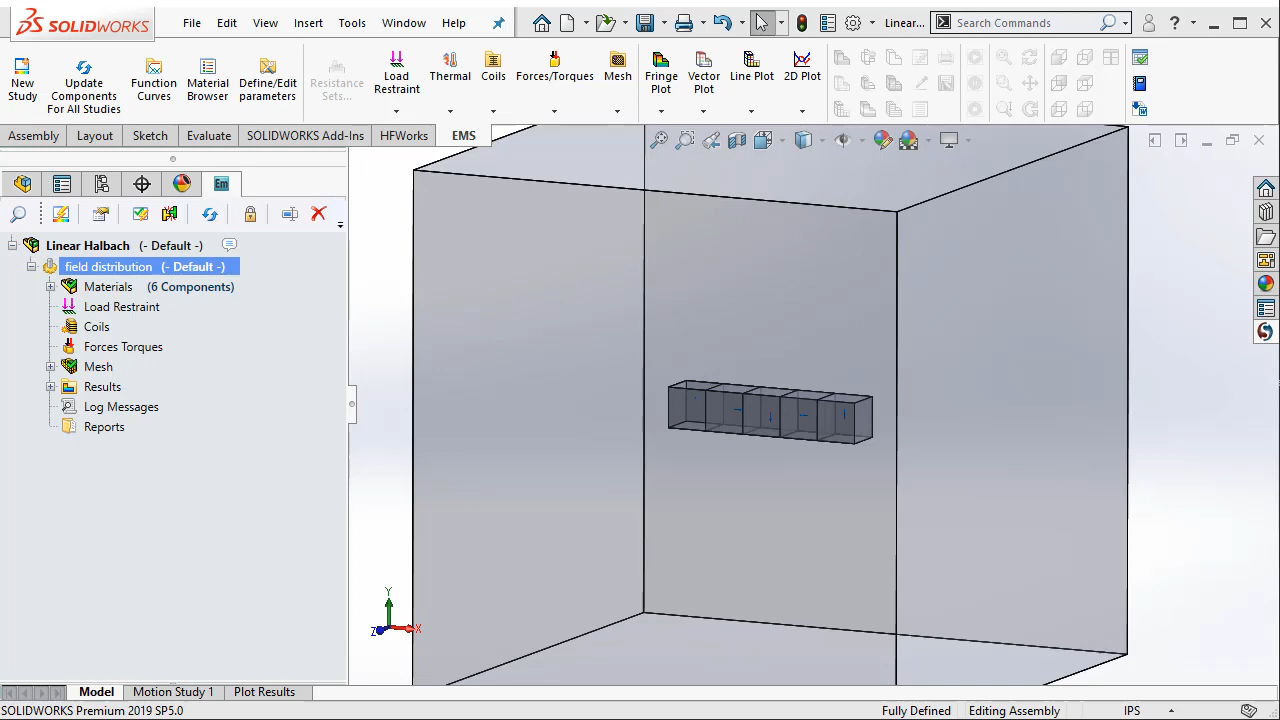 SOLIDWORKS
File Edit View Insert Tools Window Help
Linear...
Search Commands
New Study
Update Components For All Studies
Function Curves
Material Browser
Define/Edit parameters
Resistance Sets...
Load Restraint
Thermal
Coils
Forces/Torques
Mesh
Fringe Plot
Vector Plot
Line Plot
2D Plot
Assembly Layout Sketch Evaluate SOLIDWORKS Add-Ins HFWorks EMS
Em
Linear Halbach (- Default -)
field distribution (- Default -)
Materials (6 Components)
Load Restraint
Coils
Forces Torques
Mesh
Results
Log Messages
Reports
Y
Z
X
Model Motion Study 1 Plot Results
SOLIDWORKS Premium 2019 SP5.0
Fully Defined Editing Assembly IPS